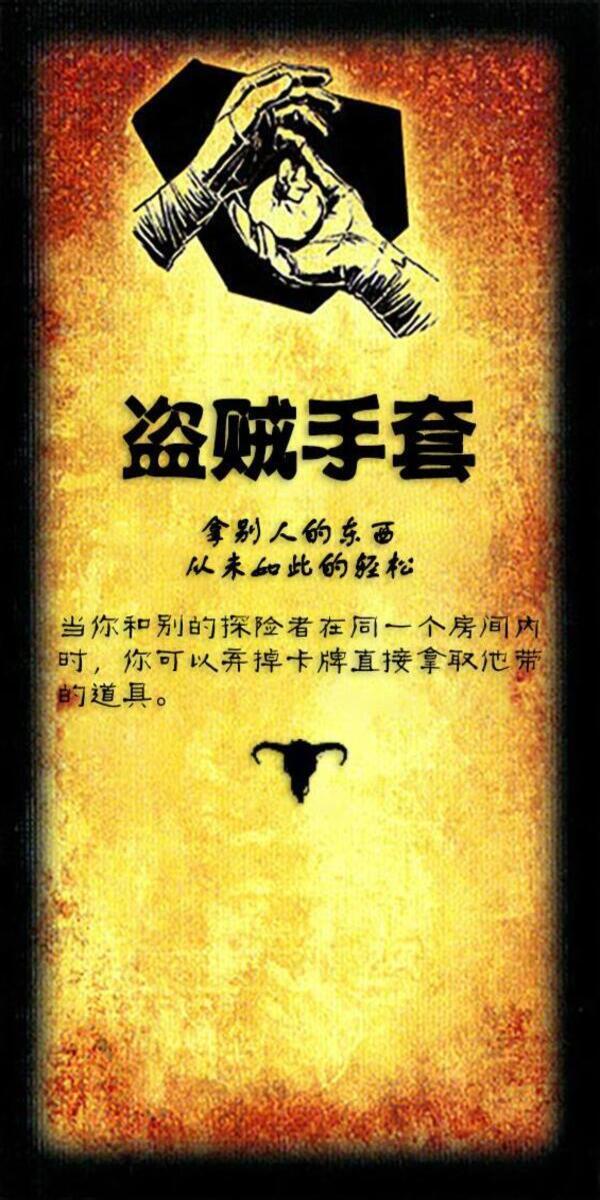 盗贼手套
拿别人的东西
从未如此的轻松
当你和别的探险者在同一个房间内
时，你可以弃掉卡牌直接拿取他带
的道具。